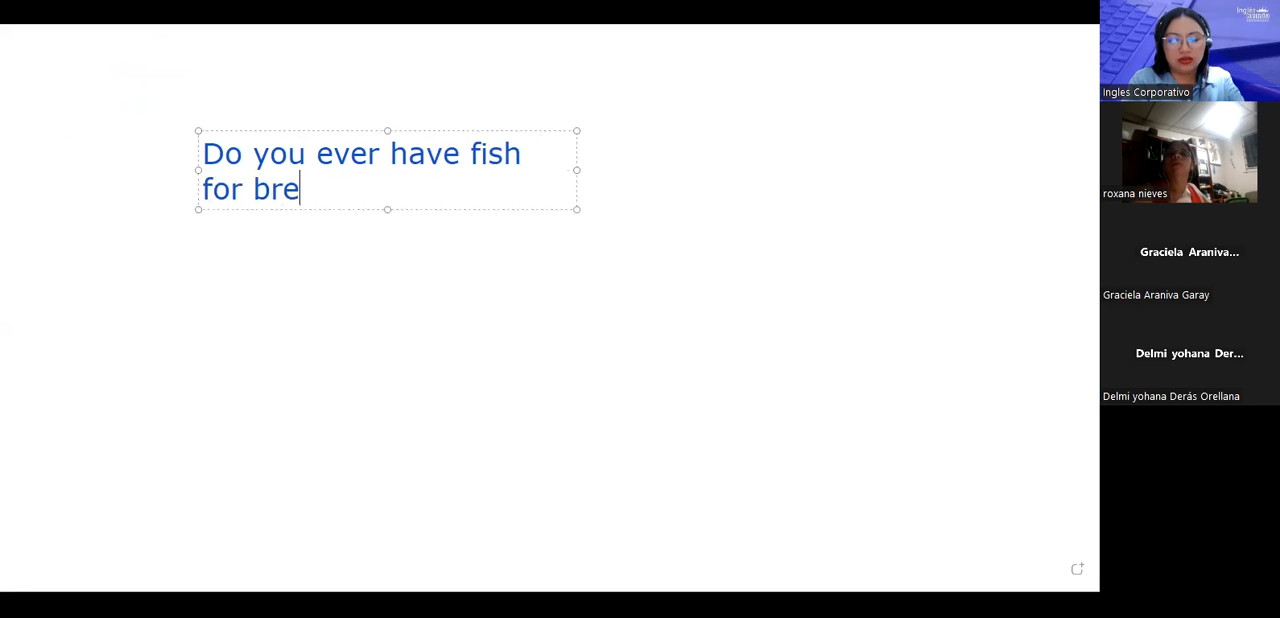 Do you ever have fish
for bre
Ingles
Ingles Corporativo
roxana nieves
Graciela Araniva...
Graciela Araniva Garay
Delmi yohana Der...
Delmi yohana Derás Orellana